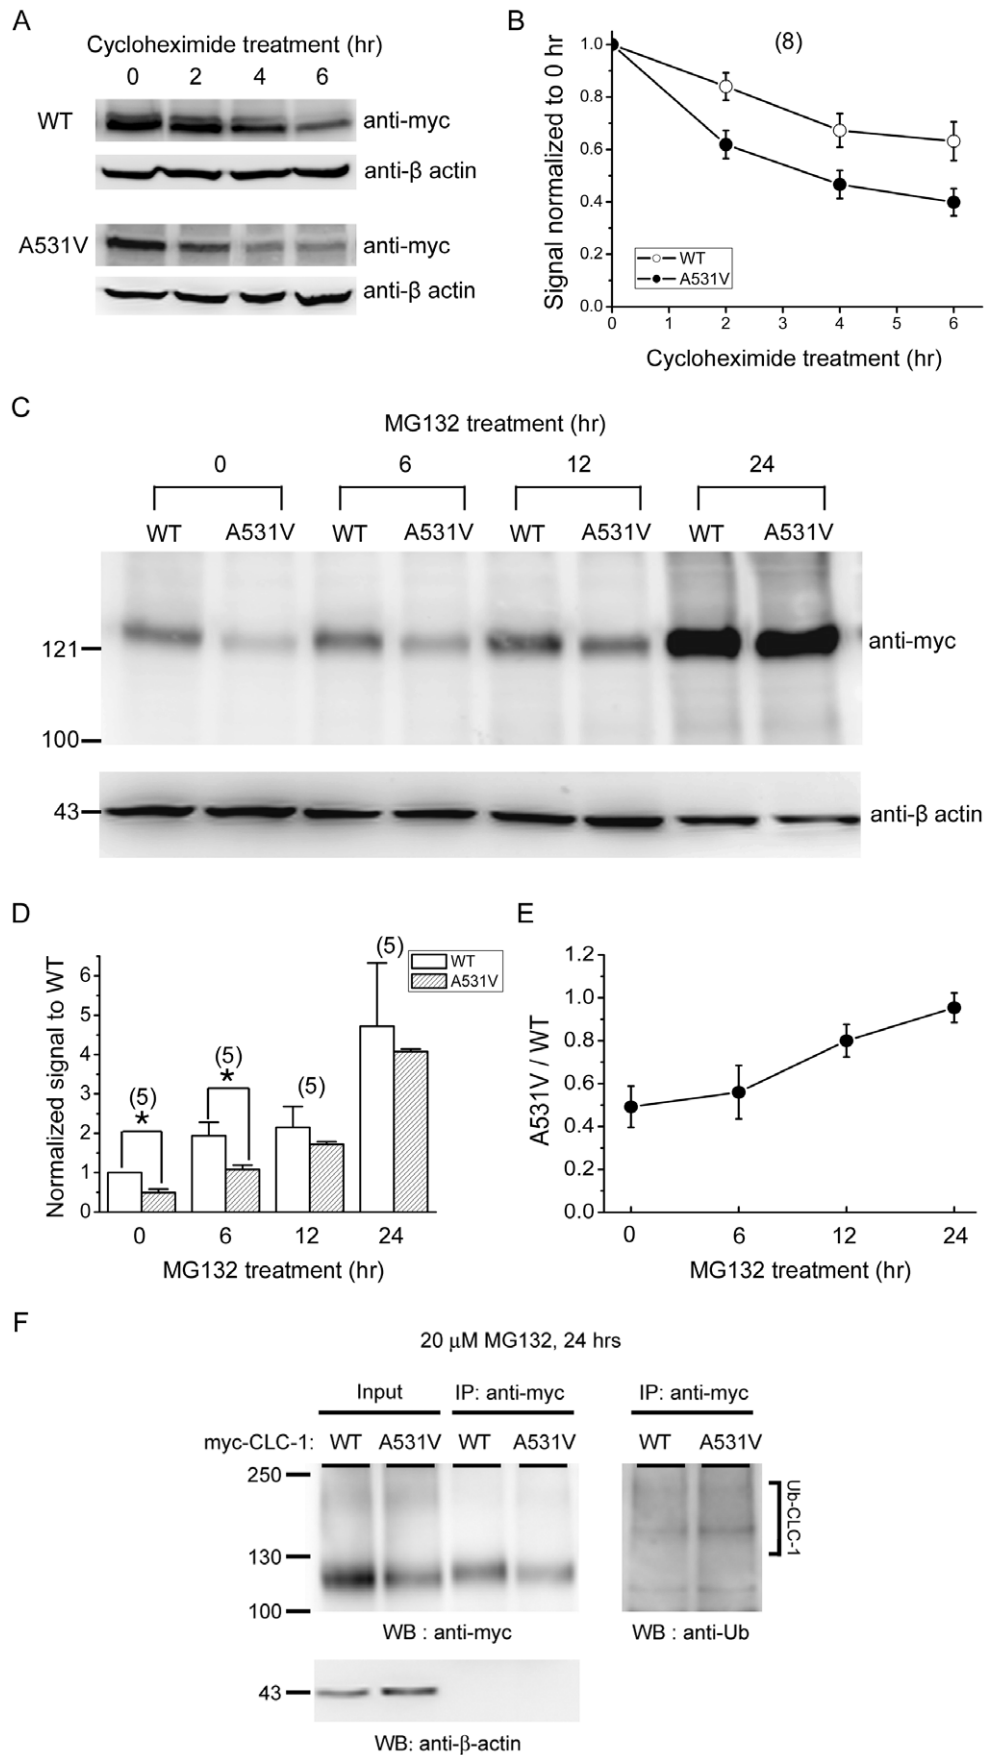 A
Cycloheximide treatment (hr)
0 2 4 6
WT anti-myc
anti-β actin
A531V anti-myc
anti-β actin
B
(8)
Signal normalized to 0 hr
1.0
0.8
0.6
0.4
0.2
0.0
WT
A531V
0 1 2 3 4 5 6
Cycloheximide treatment (hr)
C
MG132 treatment (hr)
0 6 12 24
WT A531V WT A531V WT A531V WT A531V
121 anti-myc
100
43 anti-β actin
D
Normalized signal to WT
6
5
4
3
2
1
0
(5)
*
(5)
*
(5)
(5)
WT
A531V
0 6 12 24
MG132 treatment (hr)
E
A531V / WT
1.2
1.0
0.8
0.6
0.4
0.2
0.0
0 6 12 24
MG132 treatment (hr)
F
20 μM MG132, 24 hrs
Input IP: anti-myc IP: anti-myc
myc-CLC-1: WT A531V WT A531V WT A531V
250
130
100
Ub-CLC-1
WB : anti-myc WB : anti-Ub
43
WB: anti-β-actin